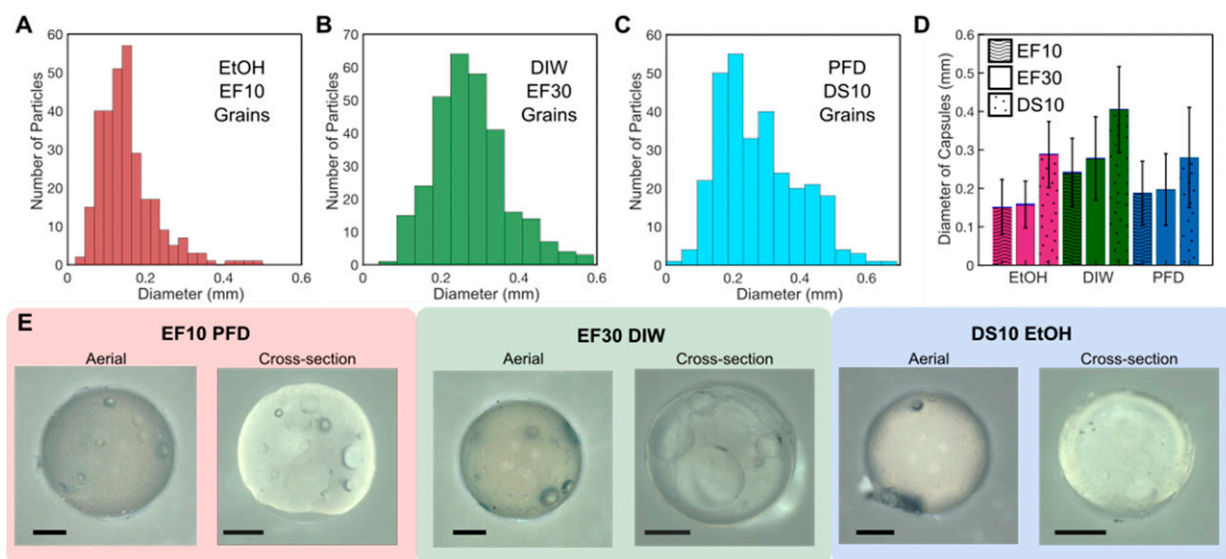 A
60
50
40
30
20
10
0
Number of Particles
EtOH
EF10
Grains
0
0.2
0.4
0.6
Diameter (mm)
B
70
60
50
40
30
20
10
0
Number of Particles
DIW
EF30
Grains
0
0.2
0.4
0.6
Diameter (mm)
C
60
50
40
30
20
10
0
Number of Particles
PFD
DS10
Grains
0
0.2
0.4
0.6
Diameter (mm)
D
0.6
0.5
0.4
0.3
0.2
0.1
0
Diameter of Capsules (mm)
EF10
EF30
DS10
EtOH
DIW
PFD
E
EF10 PFD
Aerial
Cross-section
EF30 DIW
Aerial
Cross-section
DS10 EtOH
Aerial
Cross-section